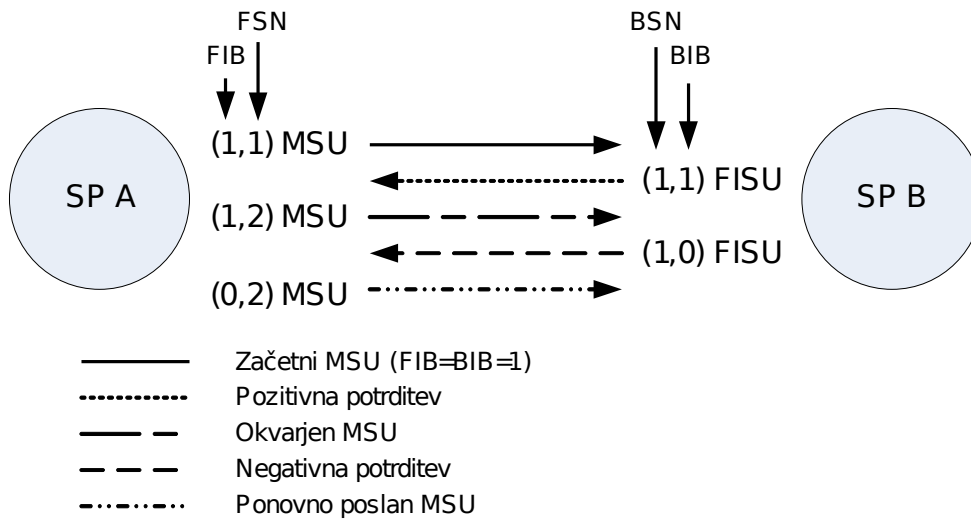 FSN
BSN
FIB
BIB
(1,1) MSU
(1,1) FISU
SP A
SP B
(1,2) MSU
(1,0) FISU
(0,2) MSU
Začetni MSU (FIB=BIB=1)
Pozitivna potrditev
Okvarjen MSU
Negativna potrditev
Ponovno poslan MSU